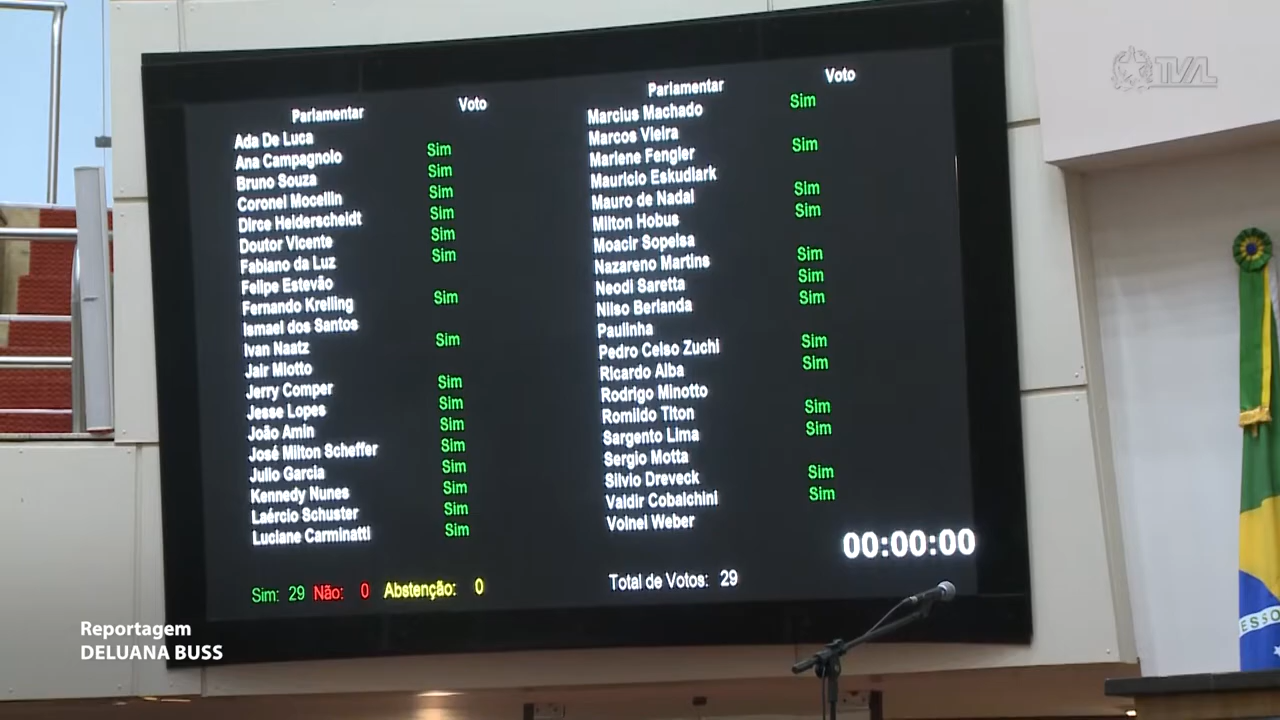 Parlamentar Voto
Ada De Luca
Ana Campagnolo Sim
Bruno Souza Sim
Coronel Mocellin Sim
Dirce Heiderscheidt Sim
Doutor Vicente Sim
Fabiano da Luz Sim
Felipe Estevão
Fernando Krelling Sim
Ismael dos Santos
Ivan Naatz Sim
Jair Miotto
Jerry Comper Sim
Jesse Lopes Sim
João Amin Sim
José Milton Scheffer Sim
Julio Garcia Sim
Kennedy Nunes Sim
Laércio Schuster Sim
Luciane Carminatti Sim
Parlamentar Voto
Marcius Machado Sim
Marcos Vieira
Marlene Fengler Sim
Mauricio Eskudlark
Mauro de Nadal Sim
Milton Hobus Sim
Moacir Sopelsa
Nazareno Martins Sim
Neodi Saretta Sim
Nilso Berlanda Sim
Paulinha
Pedro Celso Zuchi Sim
Ricardo Alba Sim
Rodrigo Minotto
Romildo Titon Sim
Sargento Lima Sim
Sergio Motta
Silvio Dreveck Sim
Valdir Cobalchini Sim
Volnei Weber
00:00:00
Sim: 29 Não: 0 Abstenção: 0 Total de Votos: 29
TVAL
ESSO
Reportagem
DELUANA BUSS